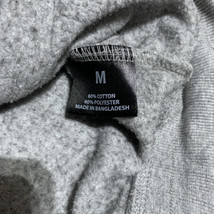 M
60% COTTON
40% POLYESTER
MADE IN BANGLADESH